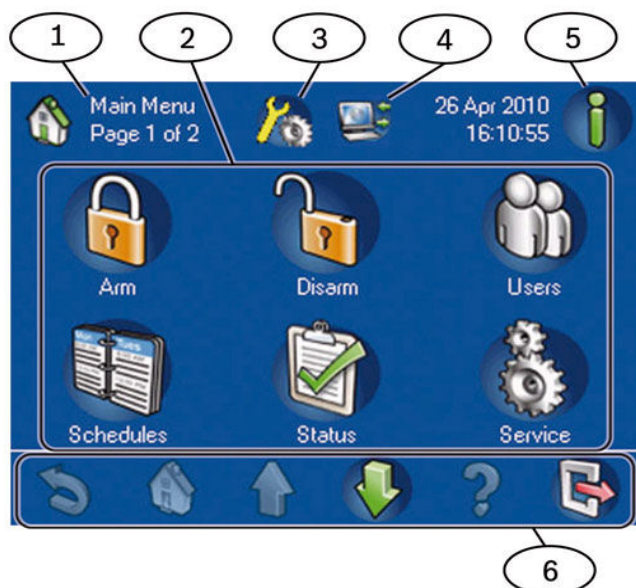 1
2
3
4
5
Main Menu
Page 1 of 2
26 Apr 2010
16:10:55
Arm
Disarm
Users
Schedules
Status
Service
?
6